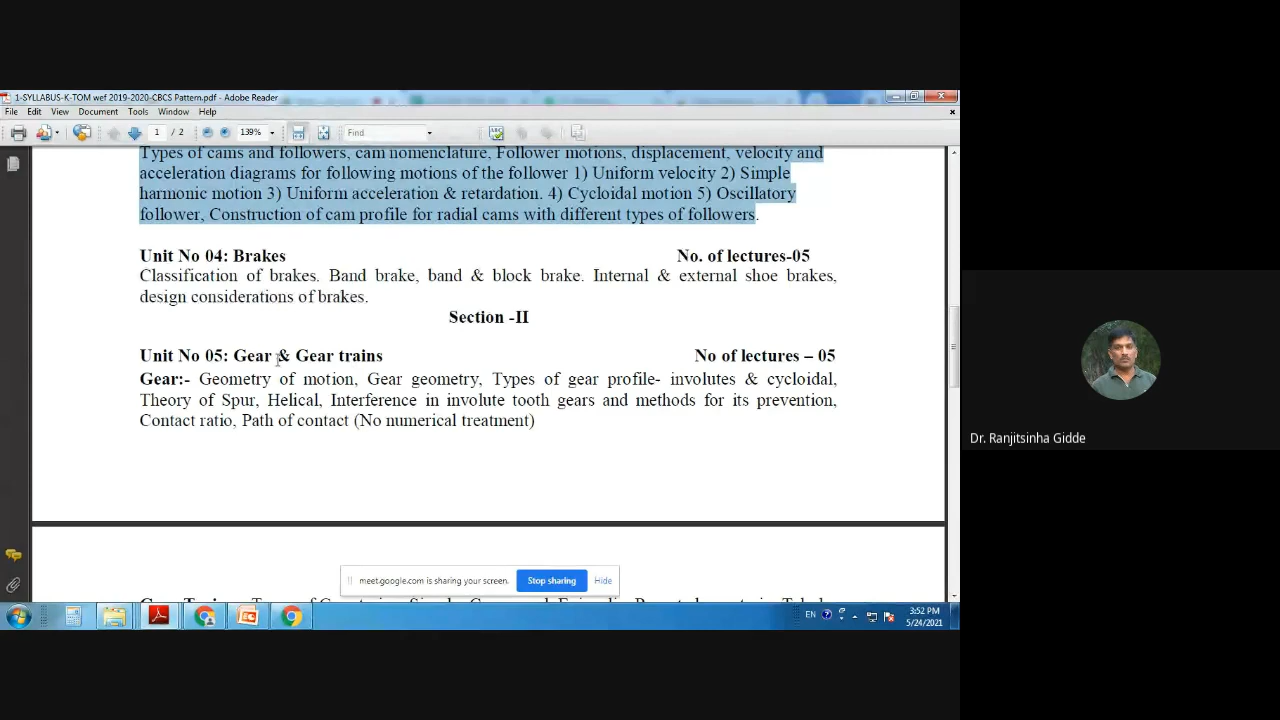 1-SYLLABUS-K-TOM wef 2019-2020-CBCS Pattern.pdf - Adobe Reader
File Edit View Document Tools Window Help
1 / 2 139% Find
Types of cams and followers, cam nomenclature, Follower motions, displacement, velocity and
acceleration diagrams for following motions of the follower 1) Uniform velocity 2) Simple
harmonic motion 3) Uniform acceleration & retardation. 4) Cycloidal motion 5) Oscillatory
follower, Construction of cam profile for radial cams with different types of followers.
Unit No 04: Brakes No. of lectures-05
Classification of brakes. Band brake, band & block brake. Internal & external shoe brakes,
design considerations of brakes.
Section -II
Unit No 05: Gear & Gear trains No of lectures – 05
Gear:- Geometry of motion, Gear geometry, Types of gear profile- involutes & cycloidal,
Theory of Spur, Helical, Interference in involute tooth gears and methods for its prevention,
Contact ratio, Path of contact (No numerical treatment)
meet.google.com is sharing your screen. Stop sharing Hide
EN 3:52 PM
5/24/2021
Dr. Ranjitsinha Gidde